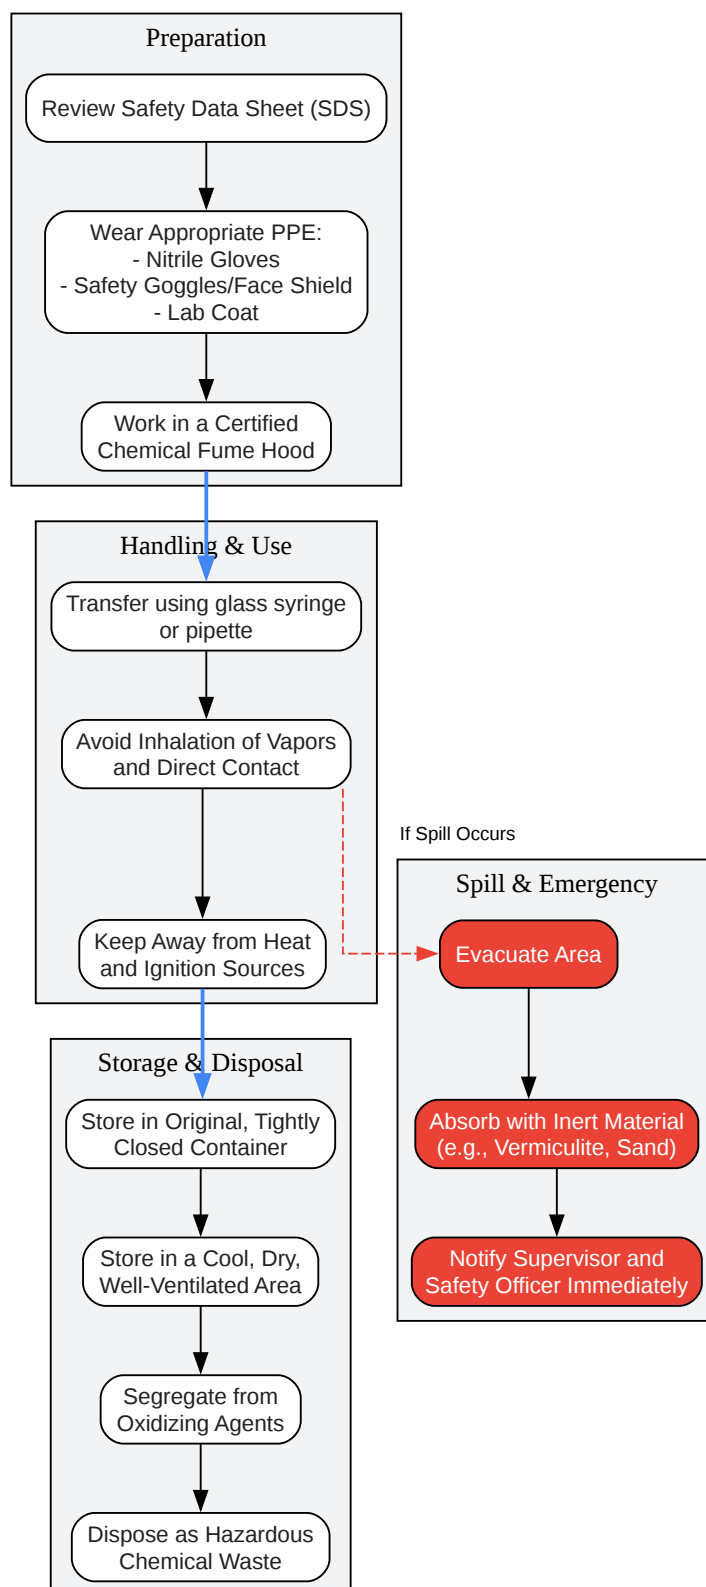 Preparation
Review Safety Data Sheet (SDS)
Wear Appropriate PPE:
- Nitrile Gloves
- Safety Goggles/Face Shield
- Lab Coat
Work in a Certified
Chemical Fume Hood
Handling & Use
Transfer using glass syringe
or pipette
Avoid Inhalation of Vapors
and Direct Contact
Keep Away from Heat
and Ignition Sources
If Spill Occurs
Spill & Emergency
Evacuate Area
Absorb with Inert Material
(e.g., Vermiculite, Sand)
Notify Supervisor and
Safety Officer Immediately
Storage & Disposal
Store in Original, Tightly
Closed Container
Store in a Cool, Dry,
Well-Ventilated Area
Segregate from
Oxidizing Agents
Dispose as Hazardous
Chemical Waste